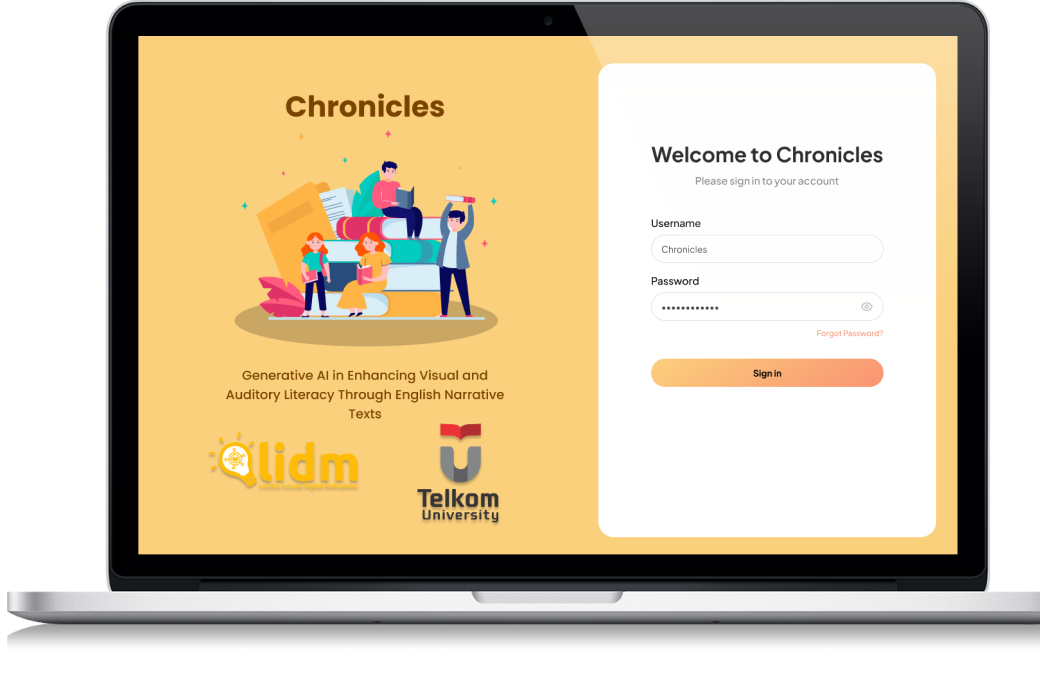 Chronicles
Generative AI in Enhancing Visual and
Auditory Literacy Through English Narrative
Texts
lidm
Telkom
University
Welcome to Chronicles
Please sign in to your account
Username
Chronicles
Password
Forgot Password?
Sign in